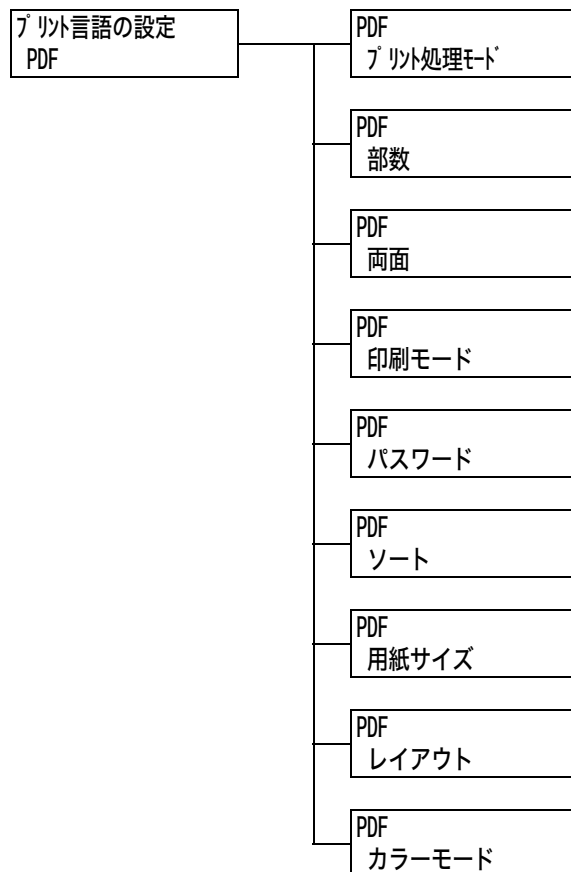 ﾌﾟﾘﾝﾄ言語の設定
PDF
PDF
ﾌﾟﾘﾝﾄ処理ﾓｰﾄﾞ
PDF
部数
PDF
両面
PDF
印刷モード
PDF
パスワード
PDF
ソート
PDF
用紙サイズ
PDF
レイアウト
PDF
カラーモード